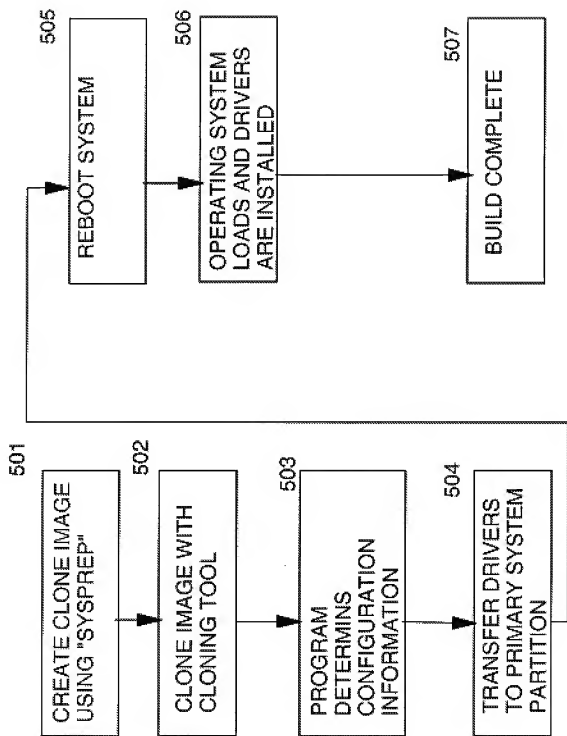 501
CREATE CLONE IMAGE
USING "SYSPREP"
502
CLONE IMAGE WITH
CLONING TOOL
503
PROGRAM
DETERMINS
CONFIGURATION
INFORMATION
504
TRANSFER DRIVERS
TO PRIMARY SYSTEM
PARTITION
505
REBOOT SYSTEM
506
OPERATING SYSTEM
LOADS AND DRIVERS
ARE INSTALLED
507
BUILD COMPLETE